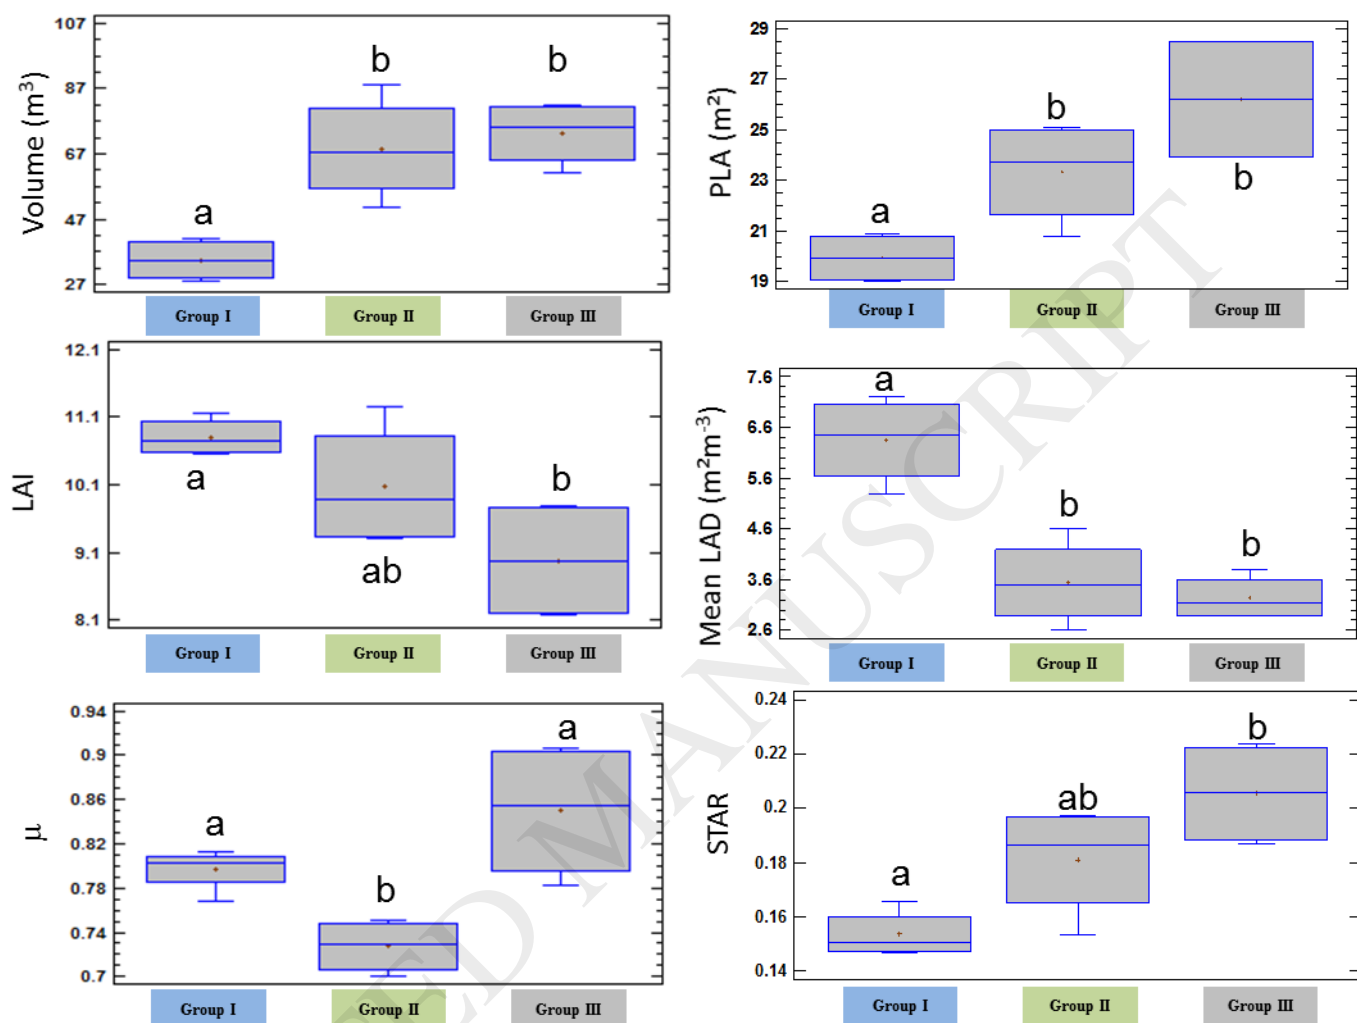 Volume (m³)
107
87
67
47
27
a
b
b
Group I
Group II
Group III
PLA (m²)
29
27
25
23
21
19
a
b
b
Group I
Group II
Group III
LAI
12.1
11.1
10.1
9.1
8.1
a
ab
b
Group I
Group II
Group III
Mean LAD (m²m⁻³)
7.6
6.6
5.6
4.6
3.6
2.6
a
b
b
Group I
Group II
Group III
μ
0.94
0.9
0.86
0.82
0.78
0.74
0.7
a
b
a
Group I
Group II
Group III
STAR
0.24
0.22
0.2
0.18
0.16
0.14
a
ab
b
Group I
Group II
Group III
TED MANUSCRIPT